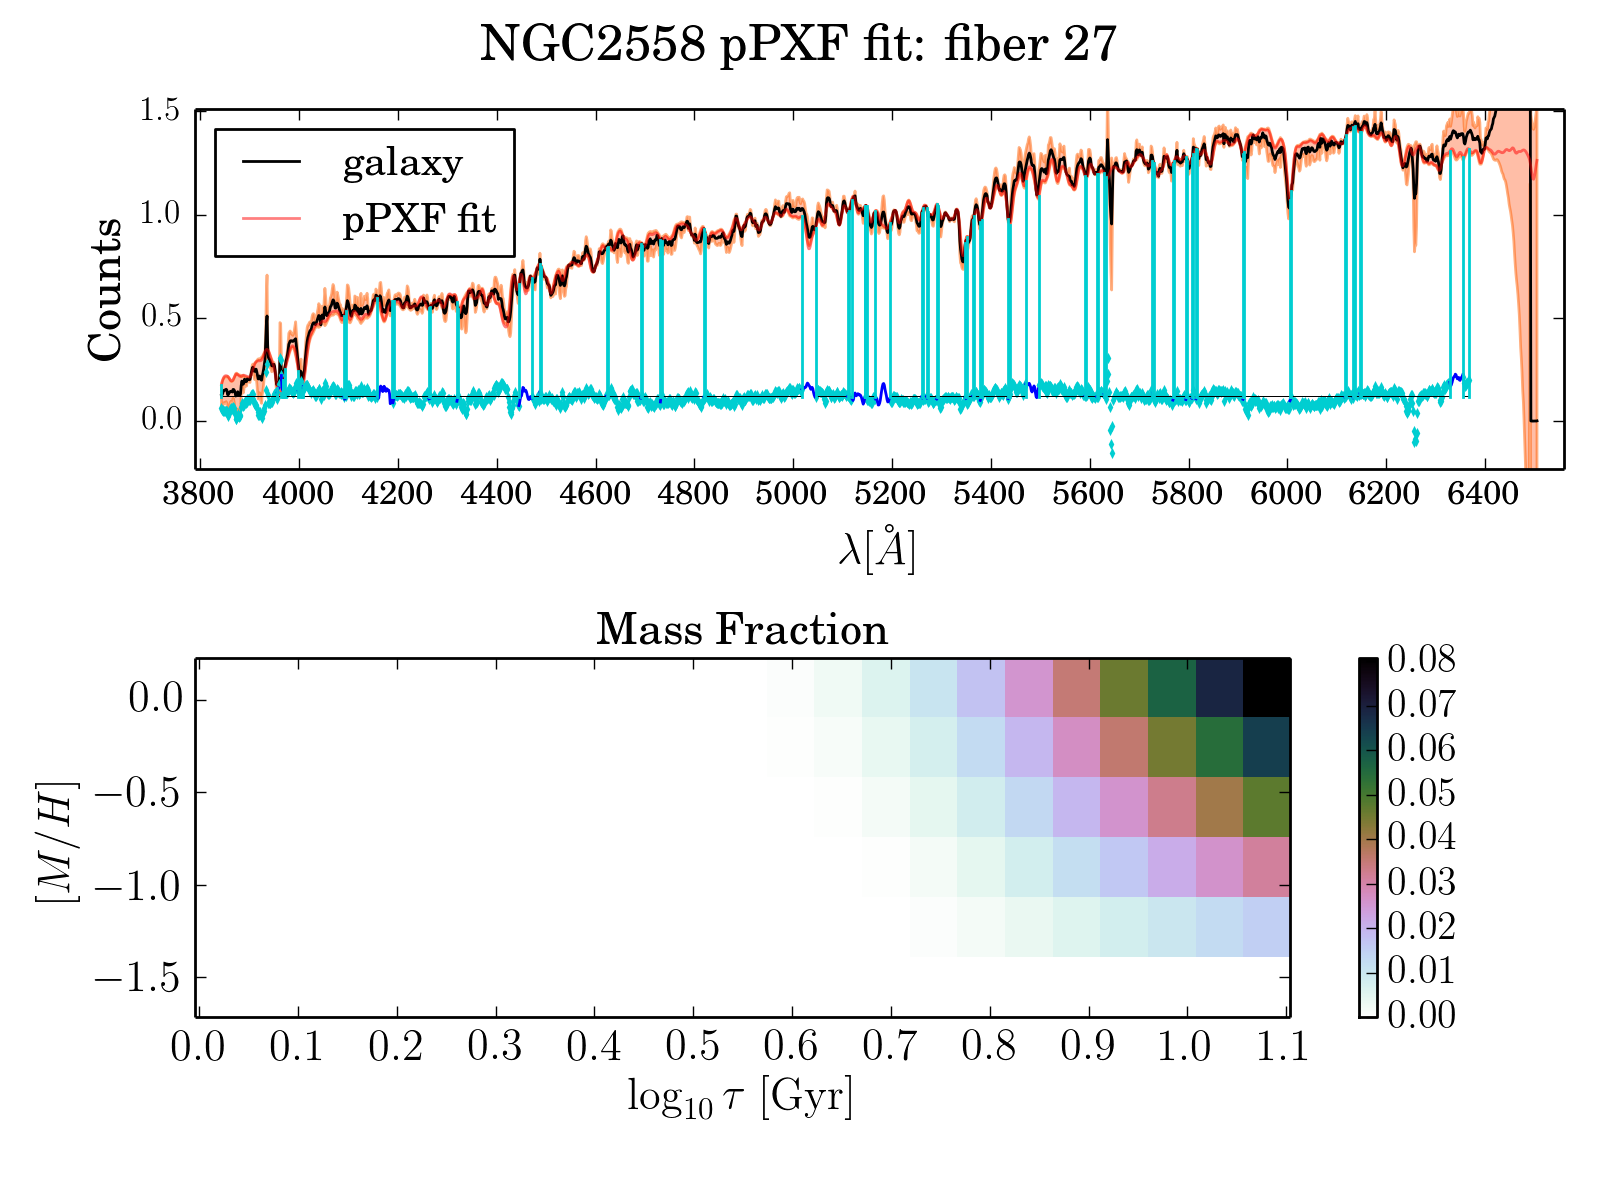 NGC2558 pPXF fit: fiber 27
1.5
1.0
0.5
0.0
Counts
galaxy
pPXF fit
3800 4000 4200 4400 4600 4800 5000 5200 5400 5600 5800 6000 6200 6400
λ[Å]
Mass Fraction
0.0
−0.5
−1.0
−1.5
[M/H]
0.0 0.1 0.2 0.3 0.4 0.5 0.6 0.7 0.8 0.9 1.0 1.1
log₁₀ τ [Gyr]
0.08
0.07
0.06
0.05
0.04
0.03
0.02
0.01
0.00